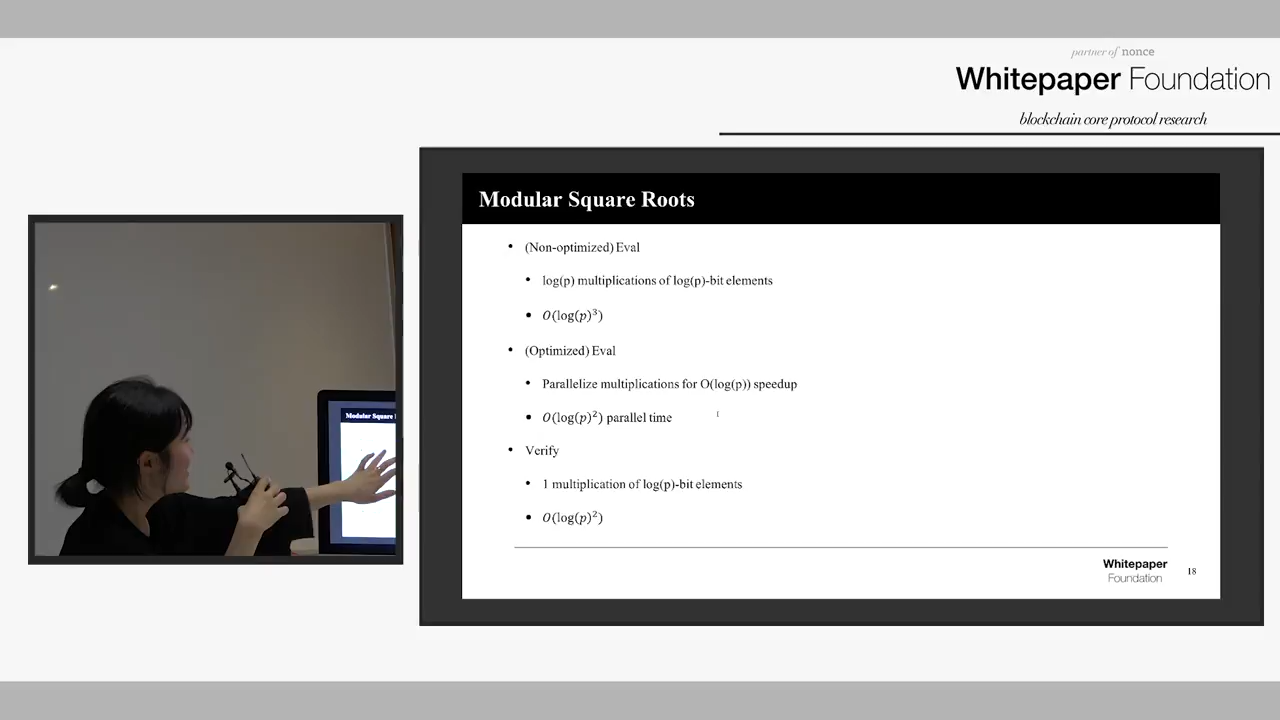 partner of nonce
Whitepaper Foundation
blockchain core protocol research
Modular Square Roots
• (Non-optimized) Eval
• log(p) multiplications of log(p)-bit elements
• O(log(p)³)
• (Optimized) Eval
• Parallelize multiplications for O(log(p)) speedup
• O(log(p)²) parallel time
• Verify
• 1 multiplication of log(p)-bit elements
• O(log(p)²)
Whitepaper
Foundation
18
Modular Square